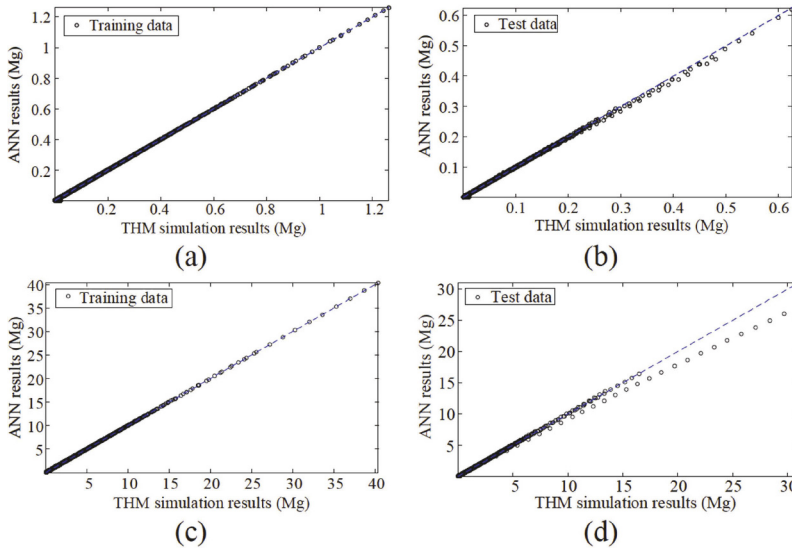 Training data
ANN results (Mg)
1.2
1
0.8
0.6
0.4
0.2
0.2 0.4 0.6 0.8 1 1.2
THM simulation results (Mg)
(a)
Test data
ANN results (Mg)
0.6
0.5
0.4
0.3
0.2
0.1
0.1 0.2 0.3 0.4 0.5 0.6
THM simulation results (Mg)
(b)
Training data
ANN results (Mg)
40
35
30
25
20
15
10
5
5 10 15 20 25 30 35 40
THM simulation results (Mg)
(c)
Test data
ANN results (Mg)
30
25
20
15
10
5
5 10 15 20 25 30
THM simulation results (Mg)
(d)